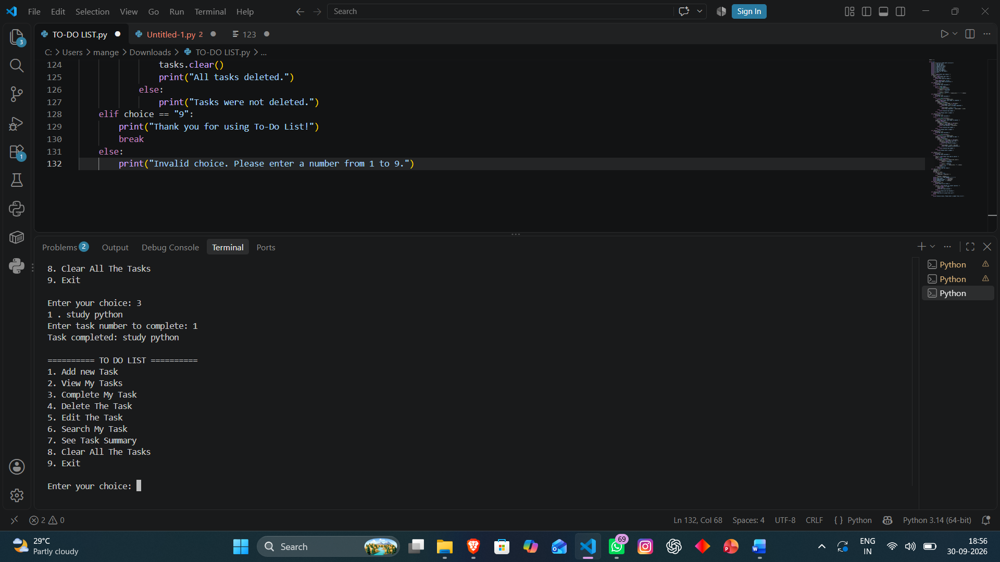 File Edit Selection View Go Run Terminal Help
Search
Sign In
3
TO-DO LIST.py
Untitled-1.py 2
123
C: > Users > mange > Downloads > TO-DO LIST.py > ...
124 tasks.clear()
125 print("All tasks deleted.")
126 else:
127 print("Tasks were not deleted.")
128 elif choice == "9":
129 print("Thank you for using To-Do List!")
130 break
131 else:
132 print("Invalid choice. Please enter a number from 1 to 9.")
1
Problems 2 Output Debug Console Terminal Ports
8. Clear All The Tasks
9. Exit
Enter your choice: 3
1 . study python
Enter task number to complete: 1
Task completed: study python
========== TO DO LIST ==========
1. Add new Task
2. View My Tasks
3. Complete My Task
4. Delete The Task
5. Edit The Task
6. Search My Task
7. See Task Summary
8. Clear All The Tasks
9. Exit
Enter your choice:
Python
Python
Python
2 0
Ln 132, Col 68 Spaces: 4 UTF-8 CRLF { } Python Python 3.14 (64-bit)
29°C
Partly cloudy
Search
69
ENG
IN
18:56
30-09-2026